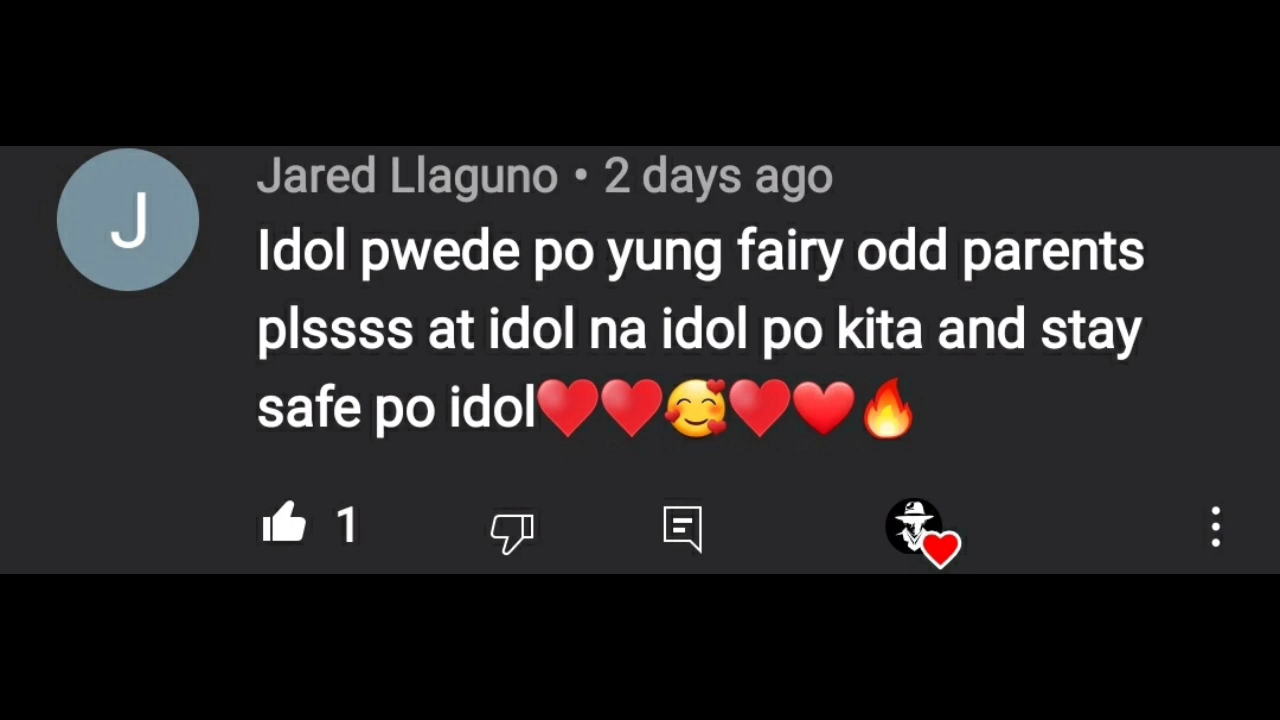 J
Jared Llaguno • 2 days ago
Idol pwede po yung fairy odd parents
plssss at idol na idol po kita and stay
safe po idol♥️♥️🥰♥️❤️🔥
1